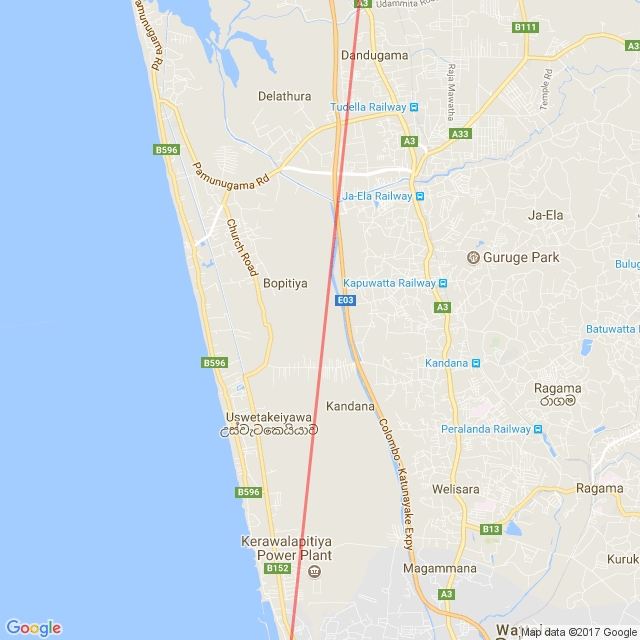 A3
Udammita Rd
B111
A3
Pamunugama Rd
Dandugama
Raja Mawatha
Temple Rd
Delathura
Tudella Railway
A33
A3
B596
Pamunugama Rd
Ja-Ela Railway
Ja-Ela
Church Road
Guruge Park
Bulug
Bopitiya
Kapuwatta Railway
E03
A3
Batuwatta R
B596
Kandana
Ragama
රාගම
Kandana
Uswetakeiyawa
උස්වැටකෙයියාව
Peralanda Railway
Colombo - Katunayake Expy
B596
Welisara
Ragama
B13
Kerawalapitiya
Power Plant
Kuruk
B152
Magammana
A3
Google
Map data ©2017 Google